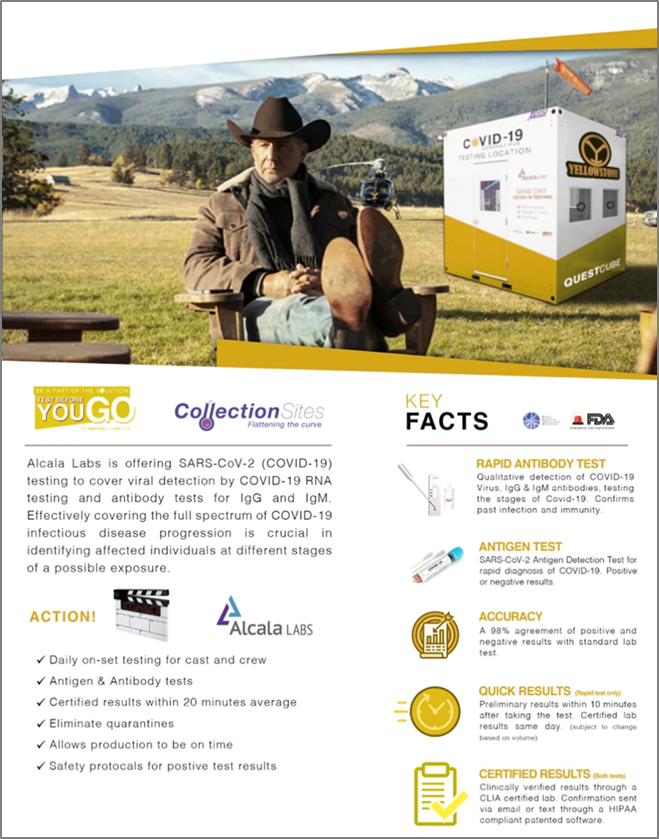 COVID-19
CORONAVIRUS
TESTING LOCATION
ALCALA LABS
SAME DAY
COVID-19 TESTING
YELLOWSTONE
QUESTCUBE
BE A PART OF THE SOLUTION
TEST BEFORE
YOU GO
CollectionSites
Flattening the curve
Alcala Labs is offering SARS-CoV-2 (COVID-19)
testing to cover viral detection by COVID-19 RNA
testing and antibody tests for IgG and IgM.
Effectively covering the full spectrum of COVID-19
infectious disease progression is crucial in
identifying affected individuals at different stages
of a possible exposure.
ACTION!
Alcala LABS
✓ Daily on-set testing for cast and crew
✓ Antigen & Antibody tests
✓ Certified results within 20 minutes average
✓ Eliminate quarantines
✓ Allows production to be on time
✓ Safety protocals for postive test results
KEY
FACTS
FDA
RAPID ANTIBODY TEST
Qualitative detection of COVID-19
Virus, IgG & IgM antibodies, testing
the stages of Covid-19. Confirms
past infection and immunity.
ANTIGEN TEST
SARS-CoV-2 Antigen Detection Test for
rapid diagnosis of COVID-19. Positive
or negative results.
ACCURACY
A 98% agreement of positive and
negative results with standard lab
test.
QUICK RESULTS (Rapid test only)
Preliminary results within 10 minutes
after taking the test. Certified lab
results same day. (subject to change
based on volume)
CERTIFIED RESULTS (Both tests)
Clinically verified results through a
CLIA certified lab. Confirmation sent
via email or text through a HIPAA
compliant patented software.